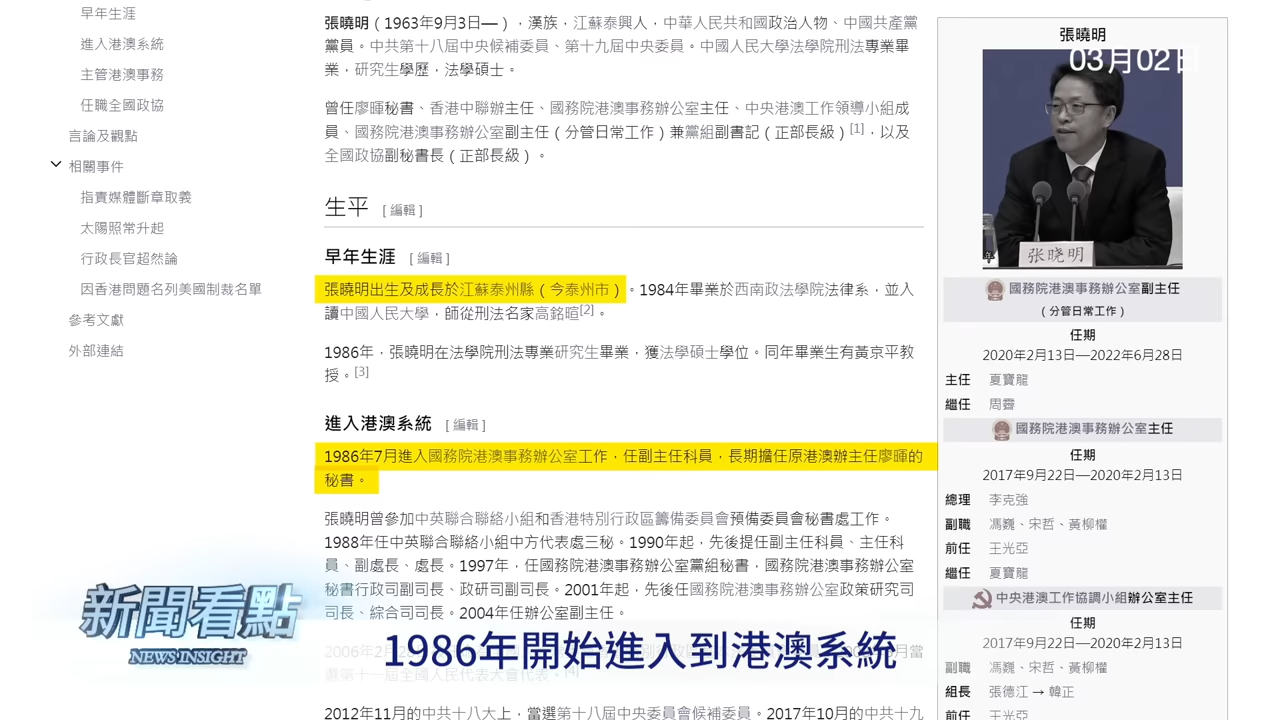 早年生涯
進入港澳系統
主管港澳事務
任職全國政協
言論及觀點
相關事件
指責媒體斷章取義
太陽照常升起
行政長官超然論
因香港問題名列美國制裁名單
參考文獻
外部連結
張曉明（1963年9月3日—），漢族，江蘇泰興人，中華人民共和國政治人物、中國共產黨
黨員。中共第十八屆中央候補委員、第十九屆中央委員。中國人民大學法學院刑法專業畢
業，研究生學歷，法學碩士。
曾任廖暉秘書、香港中聯辦主任、國務院港澳事務辦公室主任、中央港澳工作領導小組成
員、國務院港澳事務辦公室副主任（分管日常工作）兼黨組副書記（正部長級）[1]，以及
全國政協副秘書長（正部長級）。
生平 [編輯]
早年生涯 [編輯]
張曉明出生及成長於江蘇泰州縣（今泰州市）。1984年畢業於西南政法學院法律系，並入
讀中國人民大學，師從刑法名家高銘暄[2]。
1986年，張曉明在法學院刑法專業研究生畢業，獲法學碩士學位。同年畢業生有黃京平教
授。[3]
進入港澳系統 [編輯]
1986年7月進入國務院港澳事務辦公室工作，任副主任科員，長期擔任原港澳辦主任廖暉的
秘書。
張曉明曾參加中英聯合聯絡小組和香港特別行政區籌備委員會預備委員會秘書處工作。
1988年任中英聯合聯絡小組中方代表處三秘。1990年起，先後提任副主任科員、主任科
員、副處長、處長。1997年，任國務院港澳事務辦公室黨組秘書，國務院港澳事務辦公室
秘書行政司副司長、政研司副司長。2001年起，先後任國務院港澳事務辦公室政策研究司
司長、綜合司司長。2004年任辦公室副主任。
2012年11月的中共十八大上，當選第十八屆中央委員會候補委員。2017年10月的中共十九
張曉明
03月02日
张晓明
國務院港澳事務辦公室副主任
（分管日常工作）
任期
2020年2月13日—2022年6月28日
主任 夏寶龍
繼任 周霽
國務院港澳事務辦公室主任
任期
2017年9月22日—2020年2月13日
總理 李克強
副職 馮巍、宋哲、黃柳權
前任 王光亞
繼任 夏寶龍
中央港澳工作協調小組辦公室主任
任期
2017年9月22日—2020年2月13日
副職 馮巍、宋哲、黃柳權
組長 張德江 → 韓正
前任 王光亞
新聞看點
NEWS INSIGHT
1986年開始進入到港澳系統